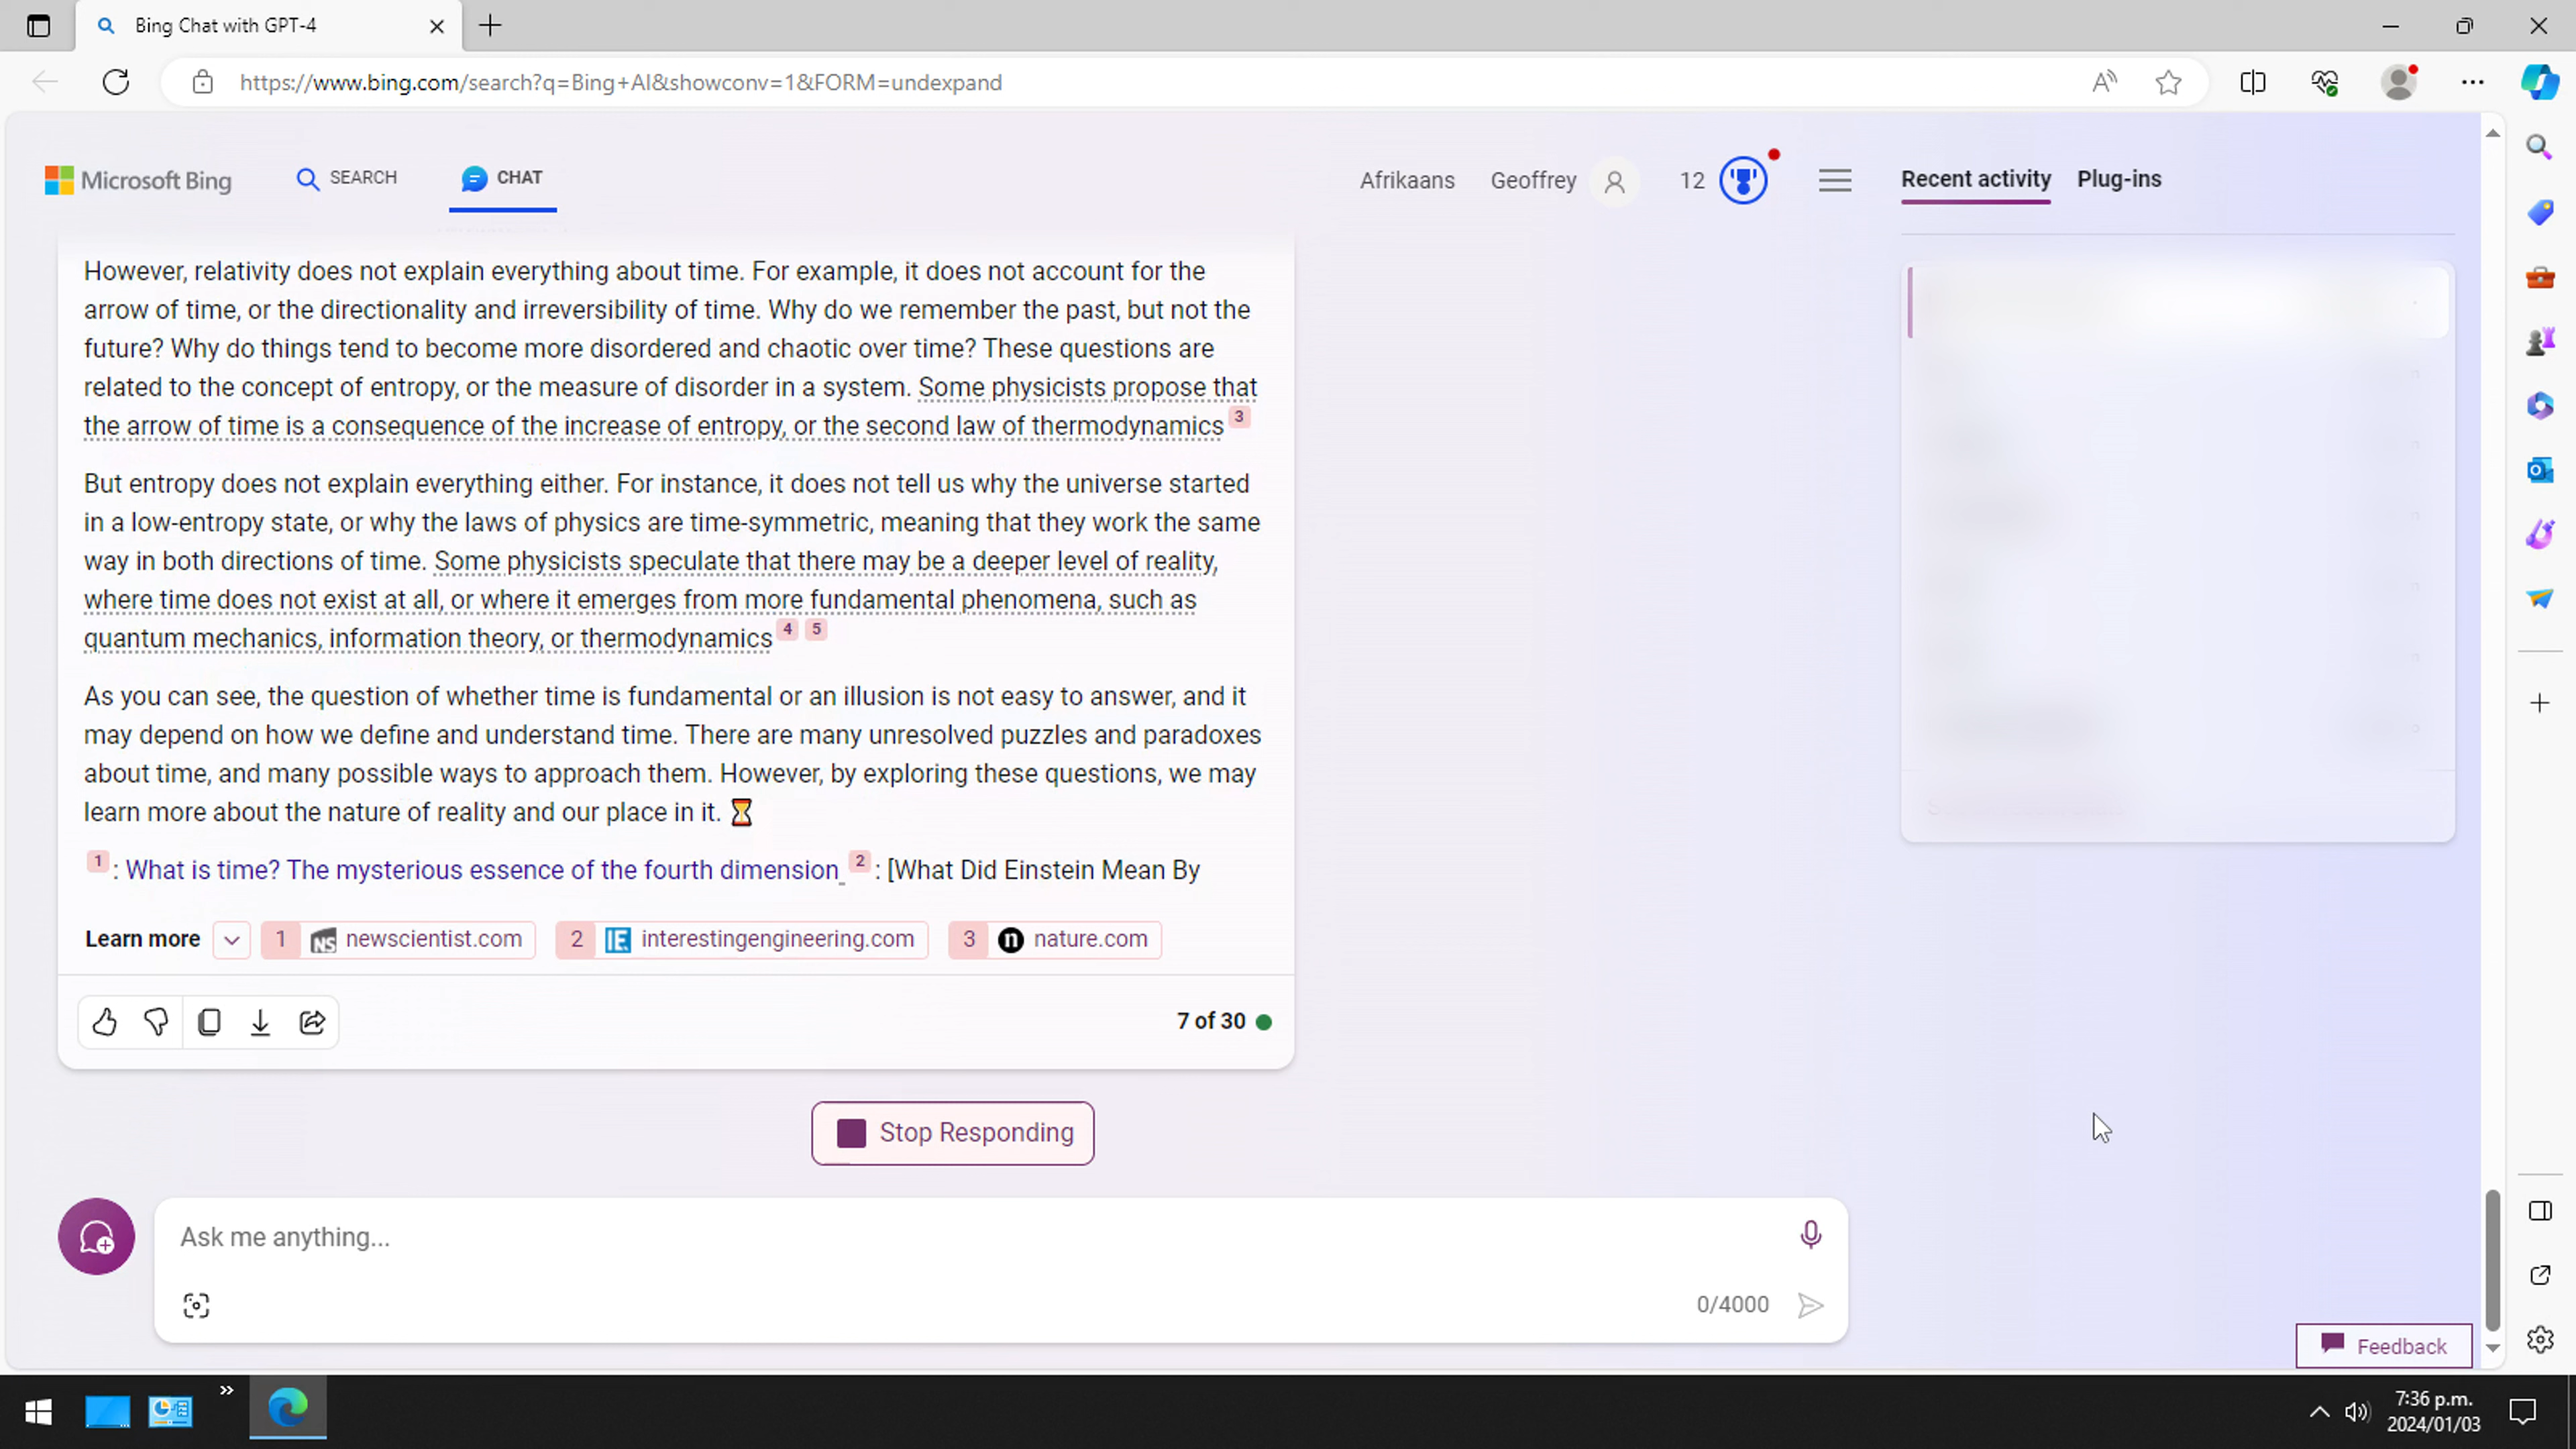 Bing Chat with GPT-4
https://www.bing.com/search?q=Bing+AI&showconv=1&FORM=undexpand
Microsoft Bing
SEARCH
CHAT
Afrikaans
Geoffrey
12
Recent activity
Plug-ins
However, relativity does not explain everything about time. For example, it does not account for the
arrow of time, or the directionality and irreversibility of time. Why do we remember the past, but not the
future? Why do things tend to become more disordered and chaotic over time? These questions are
related to the concept of entropy, or the measure of disorder in a system. Some physicists propose that
the arrow of time is a consequence of the increase of entropy, or the second law of thermodynamics 3
But entropy does not explain everything either. For instance, it does not tell us why the universe started
in a low-entropy state, or why the laws of physics are time-symmetric, meaning that they work the same
way in both directions of time. Some physicists speculate that there may be a deeper level of reality,
where time does not exist at all, or where it emerges from more fundamental phenomena, such as
quantum mechanics, information theory, or thermodynamics 4 5
As you can see, the question of whether time is fundamental or an illusion is not easy to answer, and it
may depend on how we define and understand time. There are many unresolved puzzles and paradoxes
about time, and many possible ways to approach them. However, by exploring these questions, we may
learn more about the nature of reality and our place in it. ⏳
1 : What is time? The mysterious essence of the fourth dimension 2 : [What Did Einstein Mean By
Learn more 1 NS newscientist.com 2 IE interestingengineering.com 3 n nature.com
7 of 30
Stop Responding
Ask me anything...
0/4000
Feedback
7:36 p.m.
2024/01/03